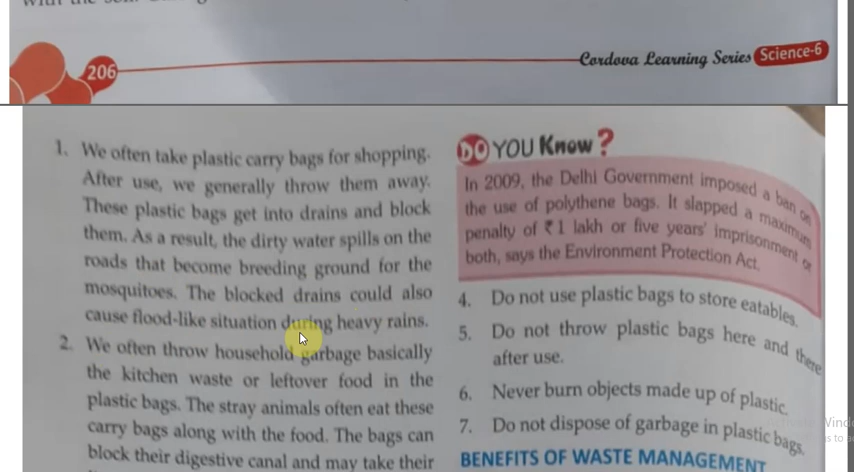 206
Cordova Learning Series Science-6
1. We often take plastic carry bags for shopping.
After use, we generally throw them away.
These plastic bags get into drains and block
them. As a result, the dirty water spills on the
roads that become breeding ground for the
mosquitoes. The blocked drains could also
cause flood-like situation during heavy rains.
2. We often throw household garbage basically
the kitchen waste or leftover food in the
plastic bags. The stray animals often eat these
carry bags along with the food. The bags can
block their digestive canal and may take their
DO YOU Know?
In 2009, the Delhi Government imposed a ban on
the use of polythene bags. It slapped a maximum
penalty of ₹ 1 lakh or five years' imprisonment or
both, says the Environment Protection Act.
4. Do not use plastic bags to store eatables.
5. Do not throw plastic bags here and there
after use.
6. Never burn objects made up of plastic.
7. Do not dispose of garbage in plastic bags.
BENEFITS OF WASTE MANAGEMENT